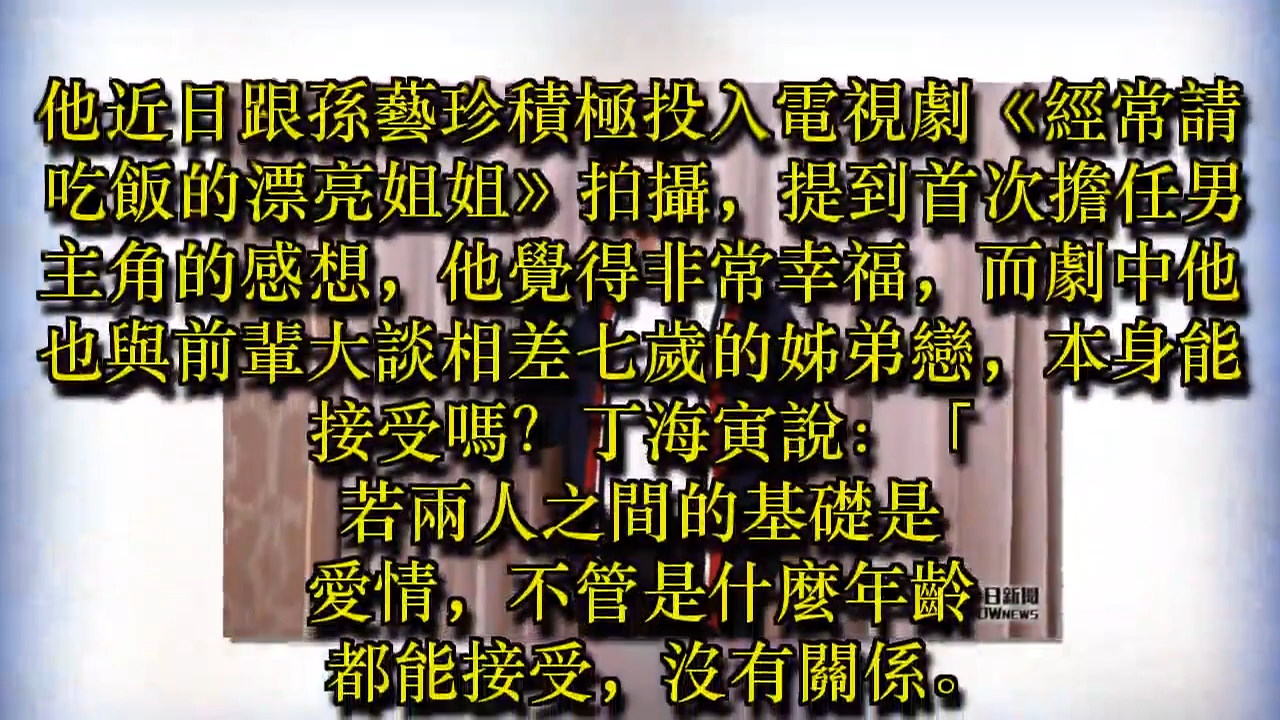 他近日跟孫藝珍積極投入電視劇《經常請
吃飯的漂亮姐姐》拍攝，提到首次擔任男
主角的感想，他覺得非常幸福，而劇中他
也與前輩大談相差七歲的姊弟戀，本身能
接受嗎？丁海寅說：「
若兩人之間的基礎是
愛情，不管是什麼年齡
都能接受，沒有關係。
日新聞
OWNEWS